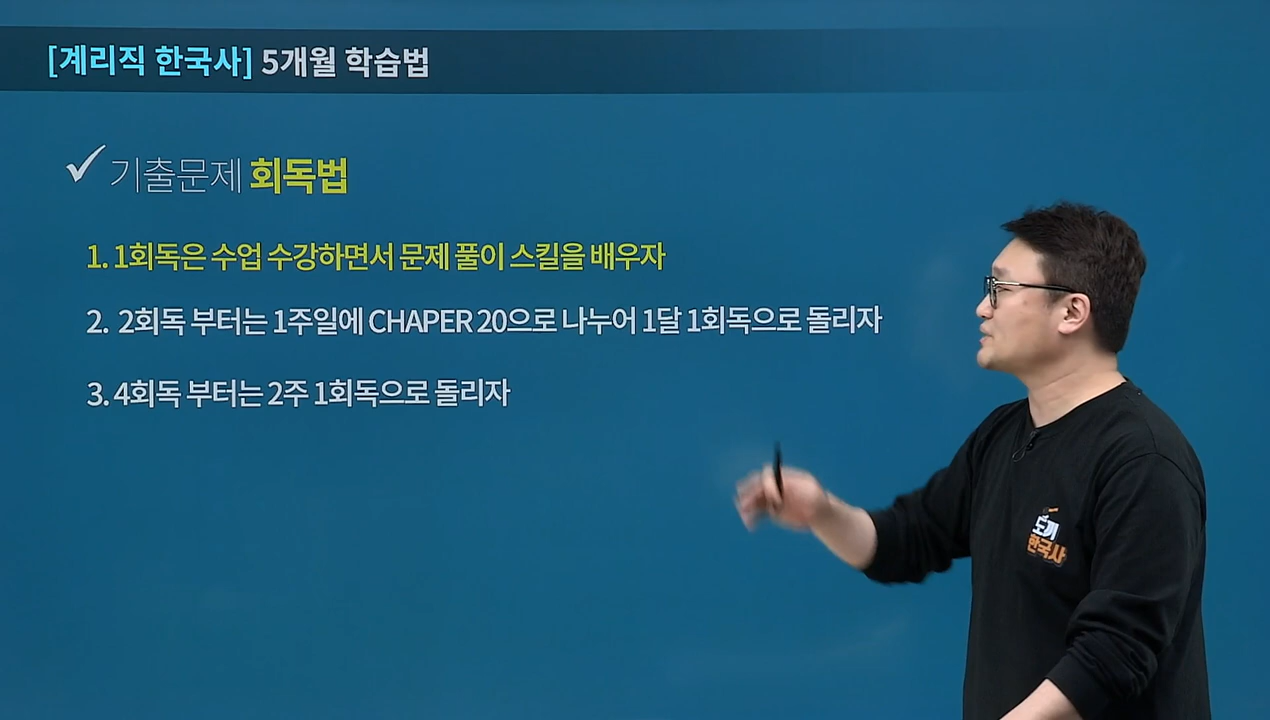 [계리직 한국사] 5개월 학습법
기출문제 회독법
1. 1회독은 수업 수강하면서 문제 풀이 스킬을 배우자
2. 2회독 부터는 1주일에 CHAPER 20으로 나누어 1달 1회독으로 돌리자
3. 4회독 부터는 2주 1회독으로 돌리자
도끼
한국사